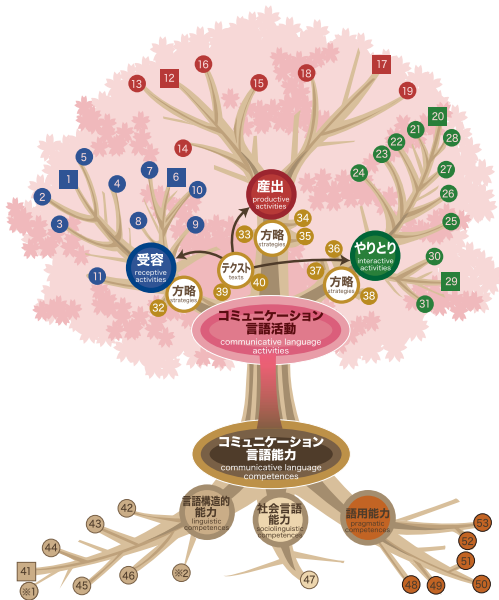 16
17
18
12
13
15
19
14
20
21
28
22
23
24
27
26
25
5
1
7
6
4
10
2
3
8
9
11
産出
productive
activities
34
33
方略
strategies
35
36
やりとり
interactive
activities
30
29
31
受容
receptive
activities
テクスト
texts
37
方略
strategies
38
方略
strategies
32
39
40
コミュニケーション
言語活動
communicative language
activities
コミュニケーション
言語能力
communicative language
competences
言語構造的
能力
linguistic
competences
社会言語
能力
sociolinguistic
competences
語用能力
pragmatic
competences
42
43
44
41
※1
45
46
※2
47
53
52
51
50
49
48